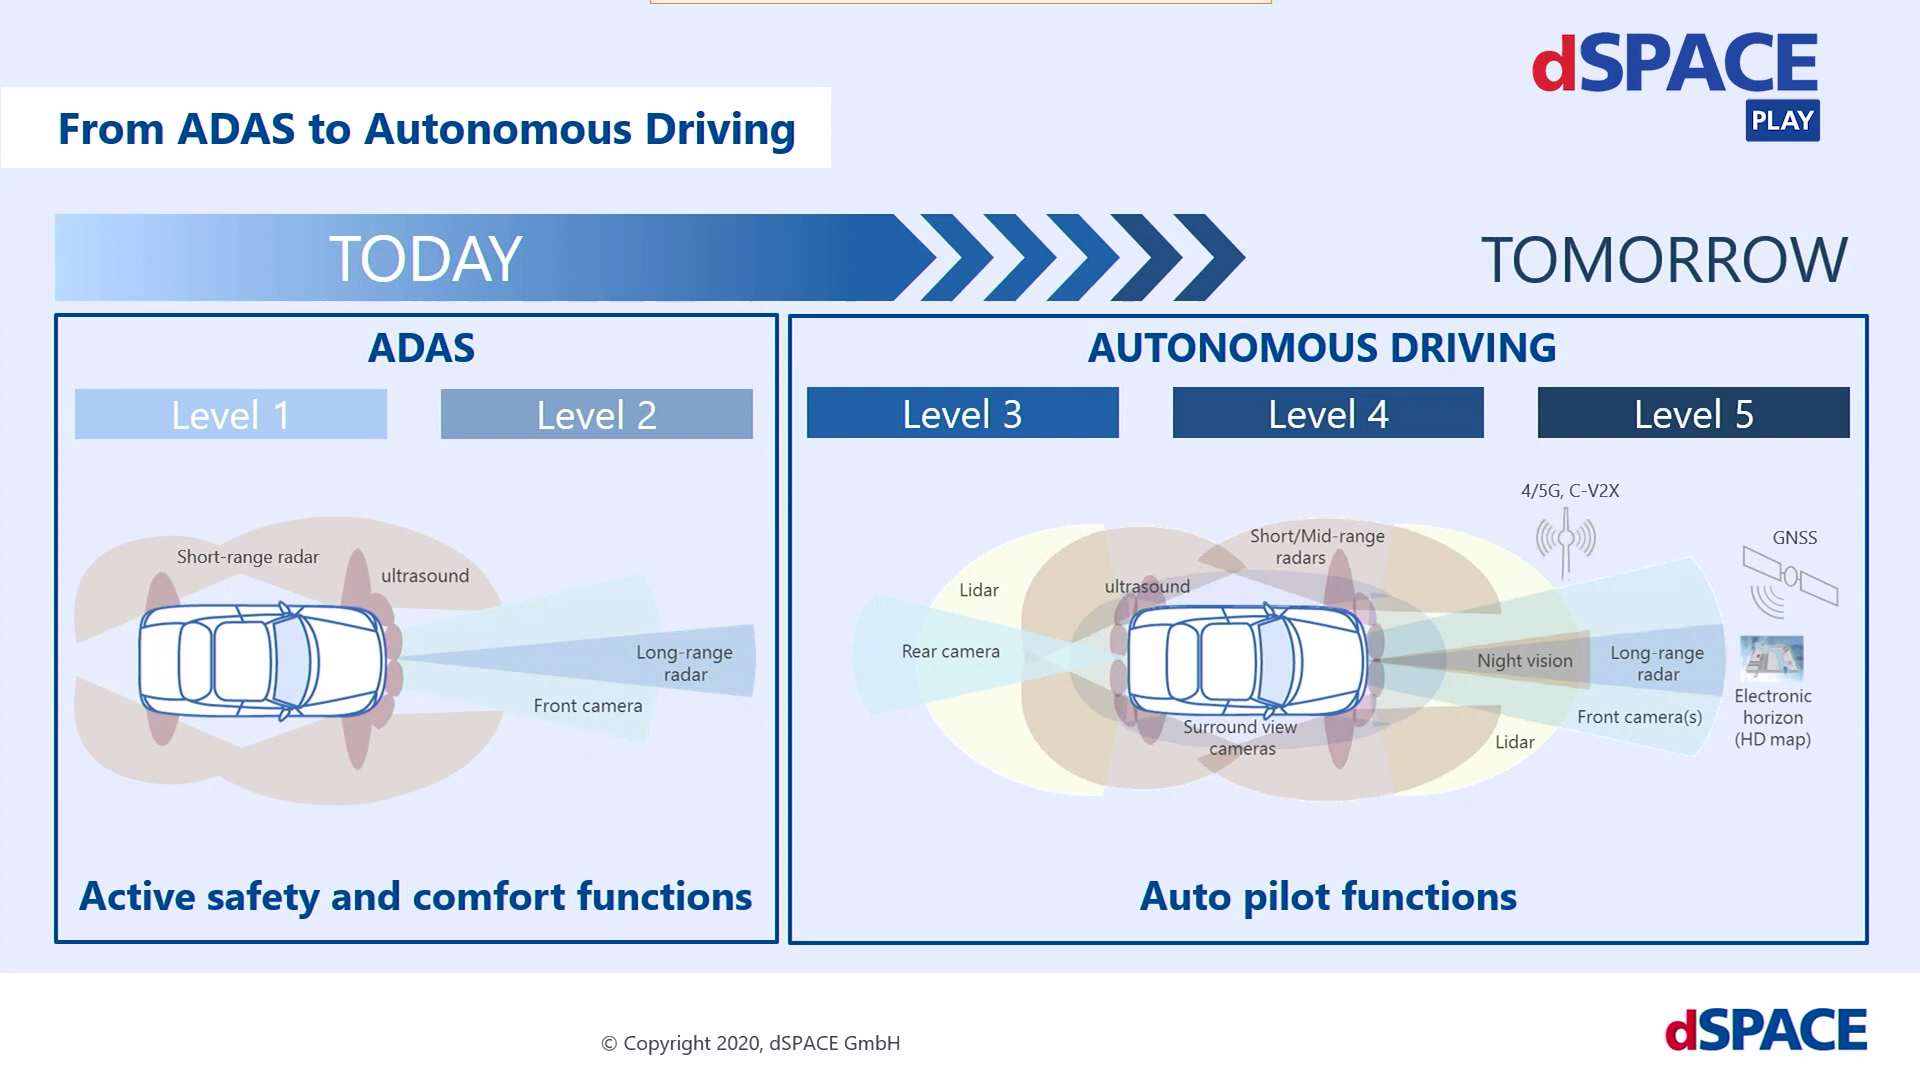 dSPACE
PLAY
From ADAS to Autonomous Driving
TODAY
TOMORROW
ADAS
Level 1
Level 2
Short-range radar
ultrasound
Long-range
radar
Front camera
Active safety and comfort functions
AUTONOMOUS DRIVING
Level 3
Level 4
Level 5
4/5G, C-V2X
GNSS
Short/Mid-range
radars
Lidar
ultrasound
Rear camera
Night vision
Long-range
radar
Electronic
horizon
(HD map)
Front camera(s)
Surround view
cameras
Lidar
Auto pilot functions
© Copyright 2020, dSPACE GmbH
dSPACE